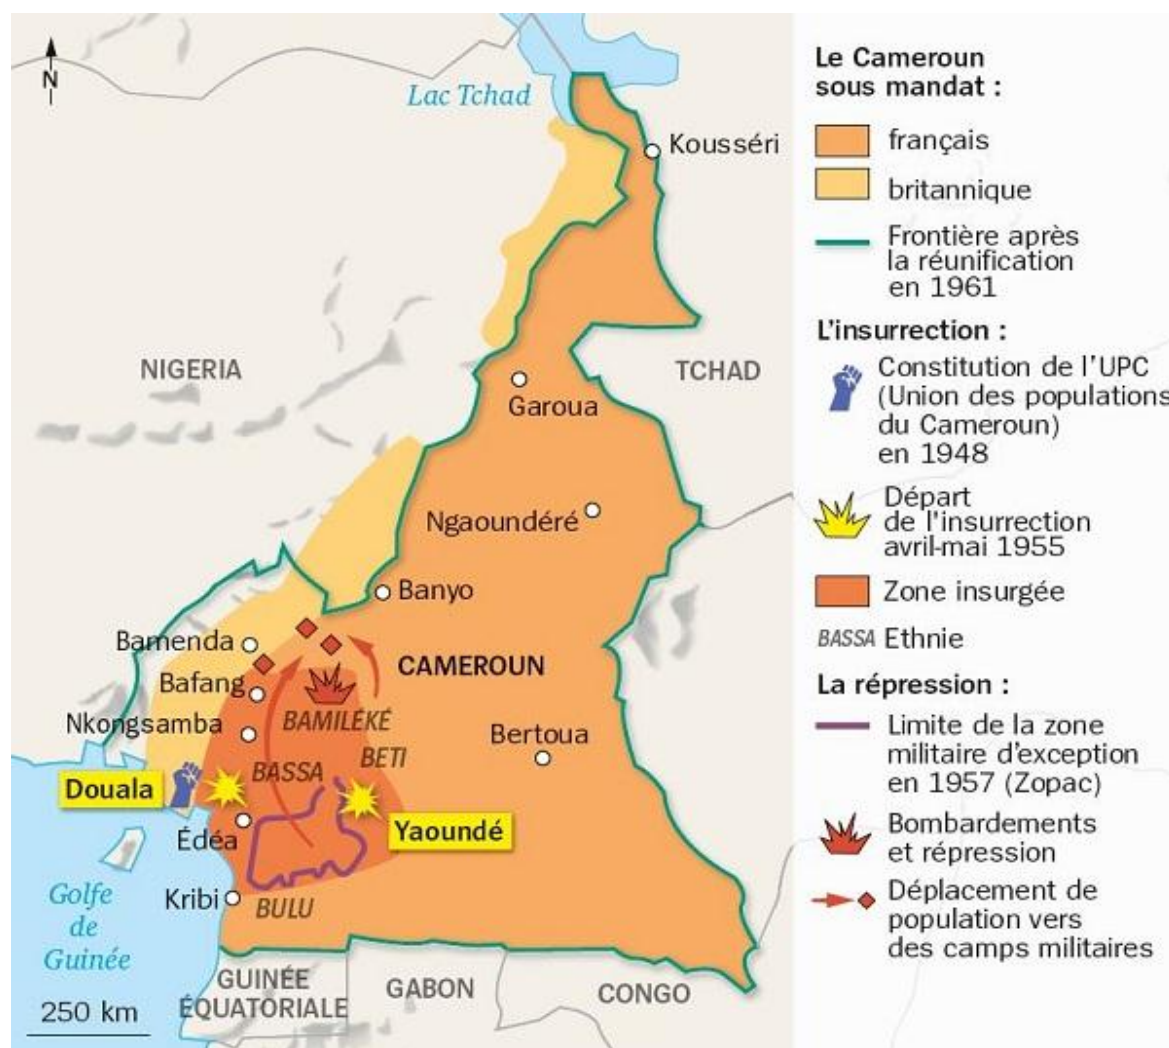 N
Lac Tchad
Kousséri
NIGERIA
TCHAD
Garoua
Ngaoundéré
Banyo
Bamenda
CAMEROUN
Bafang
BAMILÉKÉ
Nkongsamba
BETI
Bertoua
BASSA
Douala
Yaoundé
Édéa
Kribi
BULU
Golfe
de
Guinée
GUINÉE
ÉQUATORIALE
GABON
CONGO
250 km
Le Cameroun
sous mandat :
français
britannique
Frontière après
la réunification
en 1961
L'insurrection :
Constitution de l'UPC
(Union des populations
du Cameroun)
en 1948
Départ
de l'insurrection
avril-mai 1955
Zone insurgée
BASSA Ethnie
La répression :
Limite de la zone
militaire d'exception
en 1957 (Zopac)
Bombardements
et répression
Déplacement de
population vers
des camps militaires